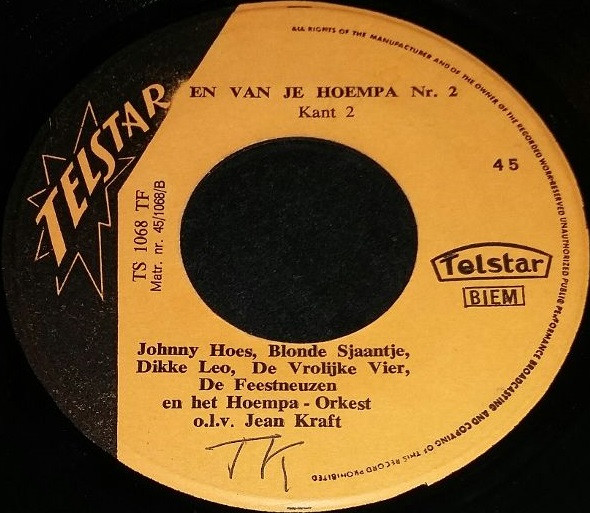 ALL RIGHTS OF THE MANUFACTURER AND OF THE OWNER OF THE RECORDED WORK RESERVED UNAUTHORIZED PUBLIC PERFORMANCE BROADCASTING AND COPYING OF THIS RECORD PROHIBITED
TELSTAR
EN VAN JE HOEMPA Nr. 2
Kant 2
45
TS 1068 TF
Matr. nr. 45/1068/B
Telstar
BIEM
Johnny Hoes, Blonde Sjaantje,
Dikke Leo, De Vrolijke Vier,
De Feestneuzen
en het Hoempa-Orkest
o.l.v. Jean Kraft
TK